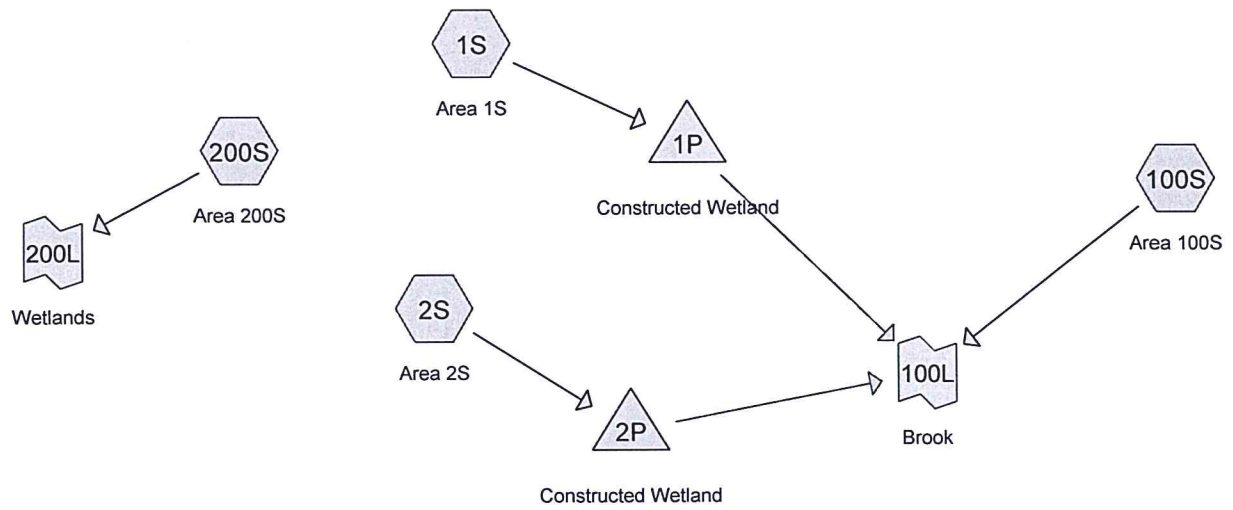 1S
Area 1S
1P
Constructed Wetland
200S
Area 200S
200L
Wetlands
100S
Area 100S
2S
Area 2S
2P
Constructed Wetland
100L
Brook